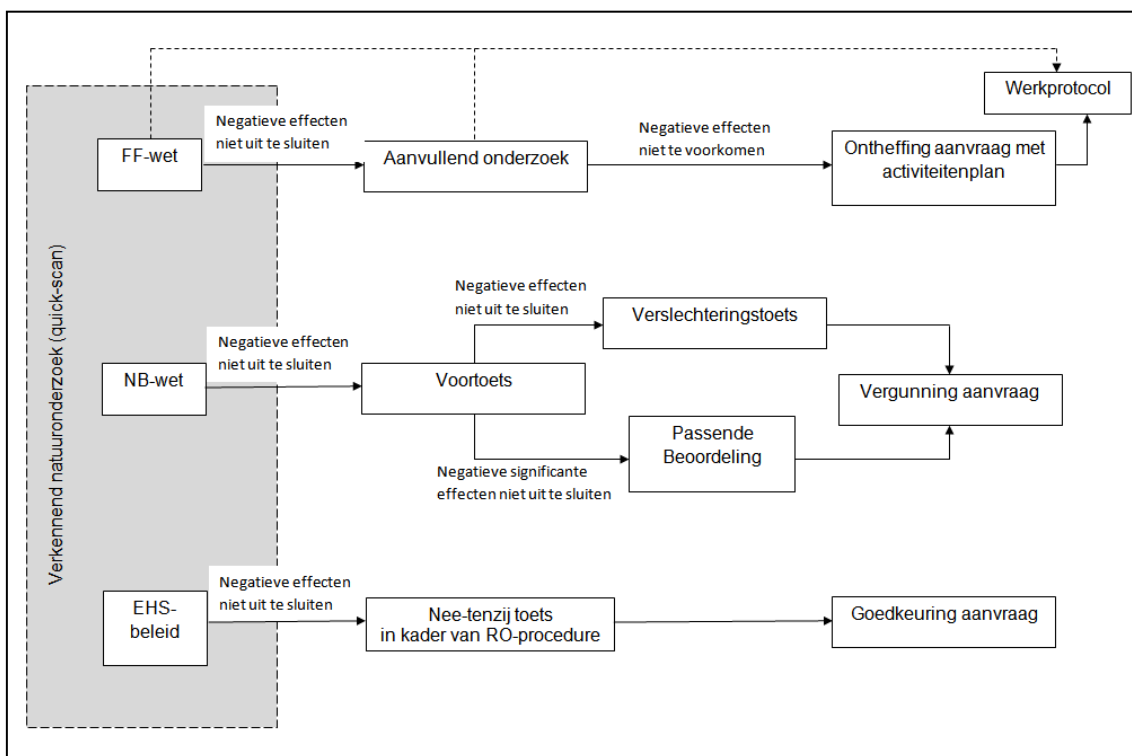 Verkennend natuuronderzoek (quick-scan)
FF-wet
Negatieve effecten
niet uit te sluiten
Aanvullend onderzoek
Negatieve effecten
niete te voorkomen
Ontheffing aanvraag met
activiteitenplan
Werkprotocol
NB-wet
Negatieve effecten
niet uit te sluiten
Voortoets
Negatieve effecten
niet uit te sluiten
Verslechteringstoets
Negatieve significante
effecten niet uit te sluiten
Passende
Beoordeling
Vergunning aanvraag
EHS-
beleid
Negatieve effecten
niet uit te sluiten
Nee-tenzij toets
in kader van RO-procedure
Goedkeuring aanvraag